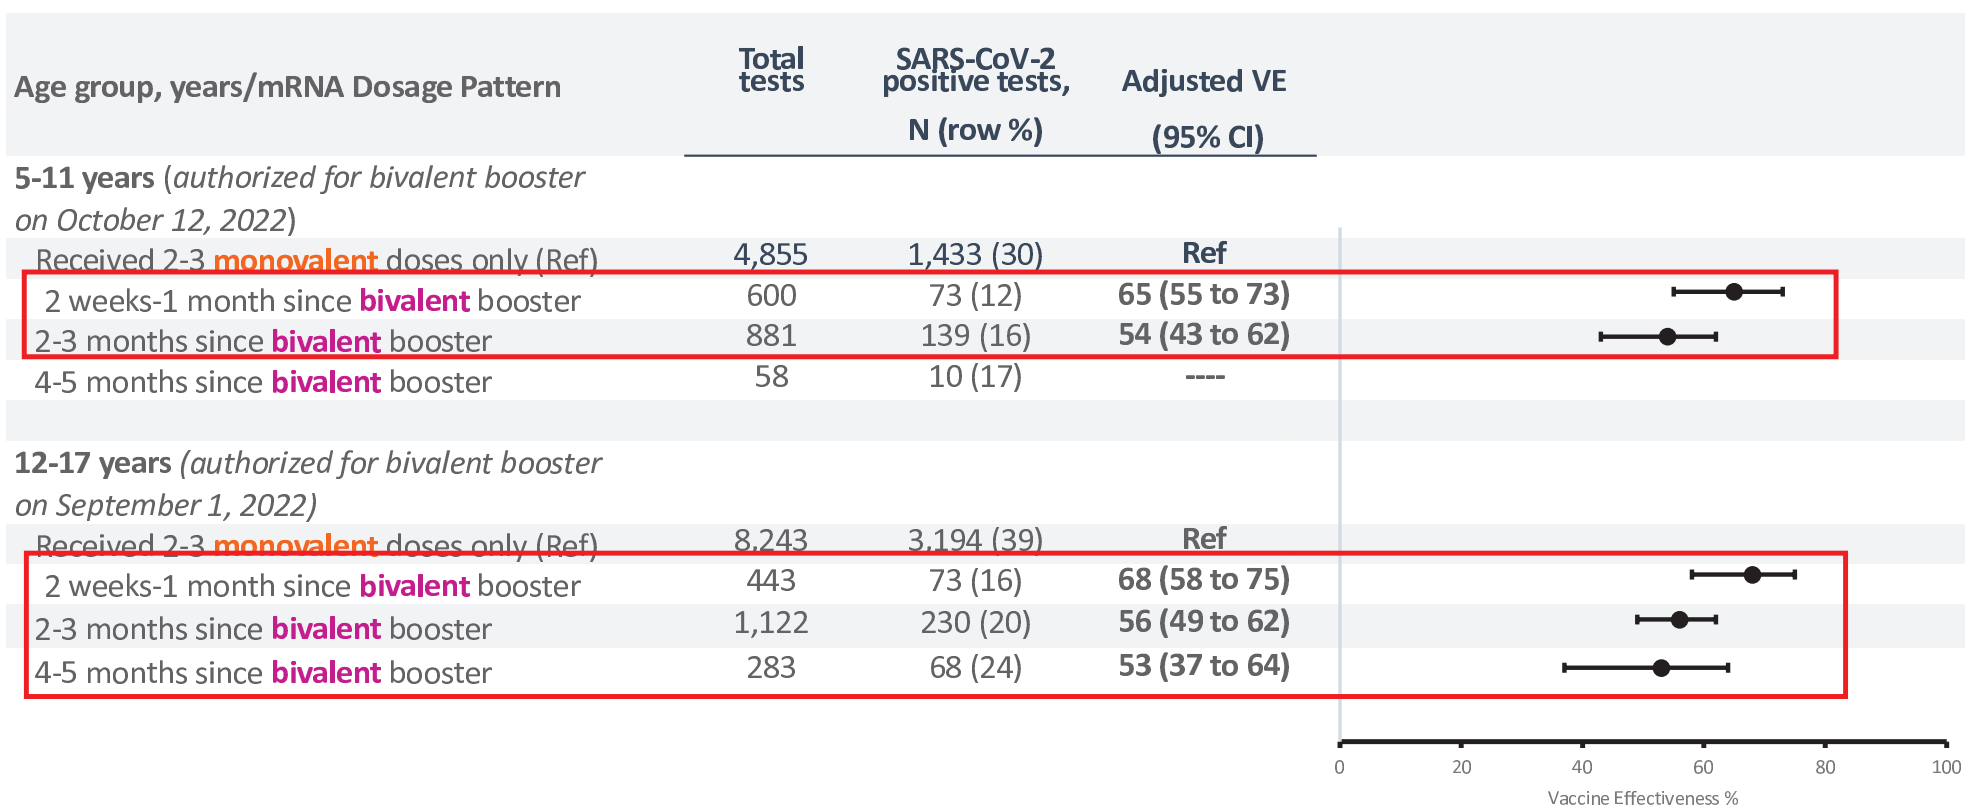 Age group, years/mRNA Dosage Pattern
Total
tests
SARS-CoV-2
positive tests,
N (row %)
Adjusted VE
(95% CI)
5-11 years (authorized for bivalent booster
on October 12, 2022)
Received 2-3 monovalent doses only (Ref) 4,855 1,433 (30) Ref
2 weeks-1 month since bivalent booster 600 73 (12) 65 (55 to 73)
2-3 months since bivalent booster 881 139 (16) 54 (43 to 62)
4-5 months since bivalent booster 58 10 (17) ----
12-17 years (authorized for bivalent booster
on September 1, 2022)
Received 2-3 monovalent doses only (Ref) 8,243 3,194 (39) Ref
2 weeks-1 month since bivalent booster 443 73 (16) 68 (58 to 75)
2-3 months since bivalent booster 1,122 230 (20) 56 (49 to 62)
4-5 months since bivalent booster 283 68 (24) 53 (37 to 64)
0 20 40 60 80 100
Vaccine Effectiveness %